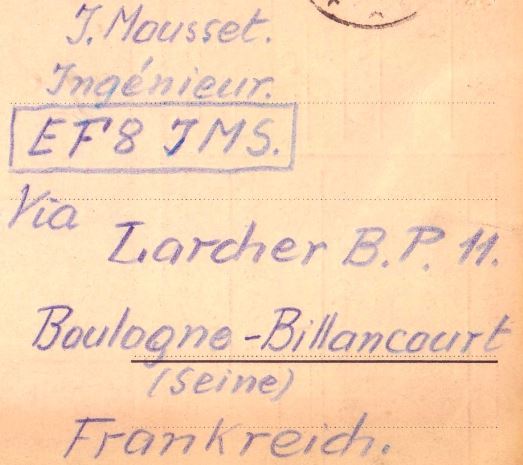 J. Mousset.
Ingénieur.
EF8 JMS.
Via
Larcher B.P. 11.
Boulogne-Billancourt
(Seine)
Frankreich.